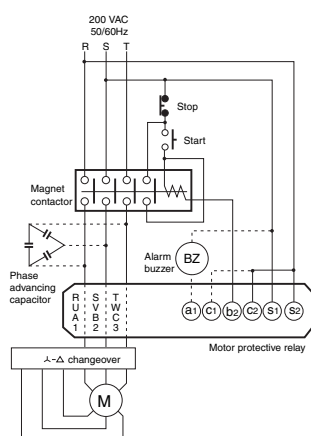 200 VAC
50/60Hz
R S T
Stop
Start
Magnet
contactor
Alarm
buzzer
BZ
Phase
advancing
capacitor
R S T
U V W
A B C
1 2 3
a1 c1 b2 c2 s1 s2
Motor protective relay
⅄-△ changeover
M